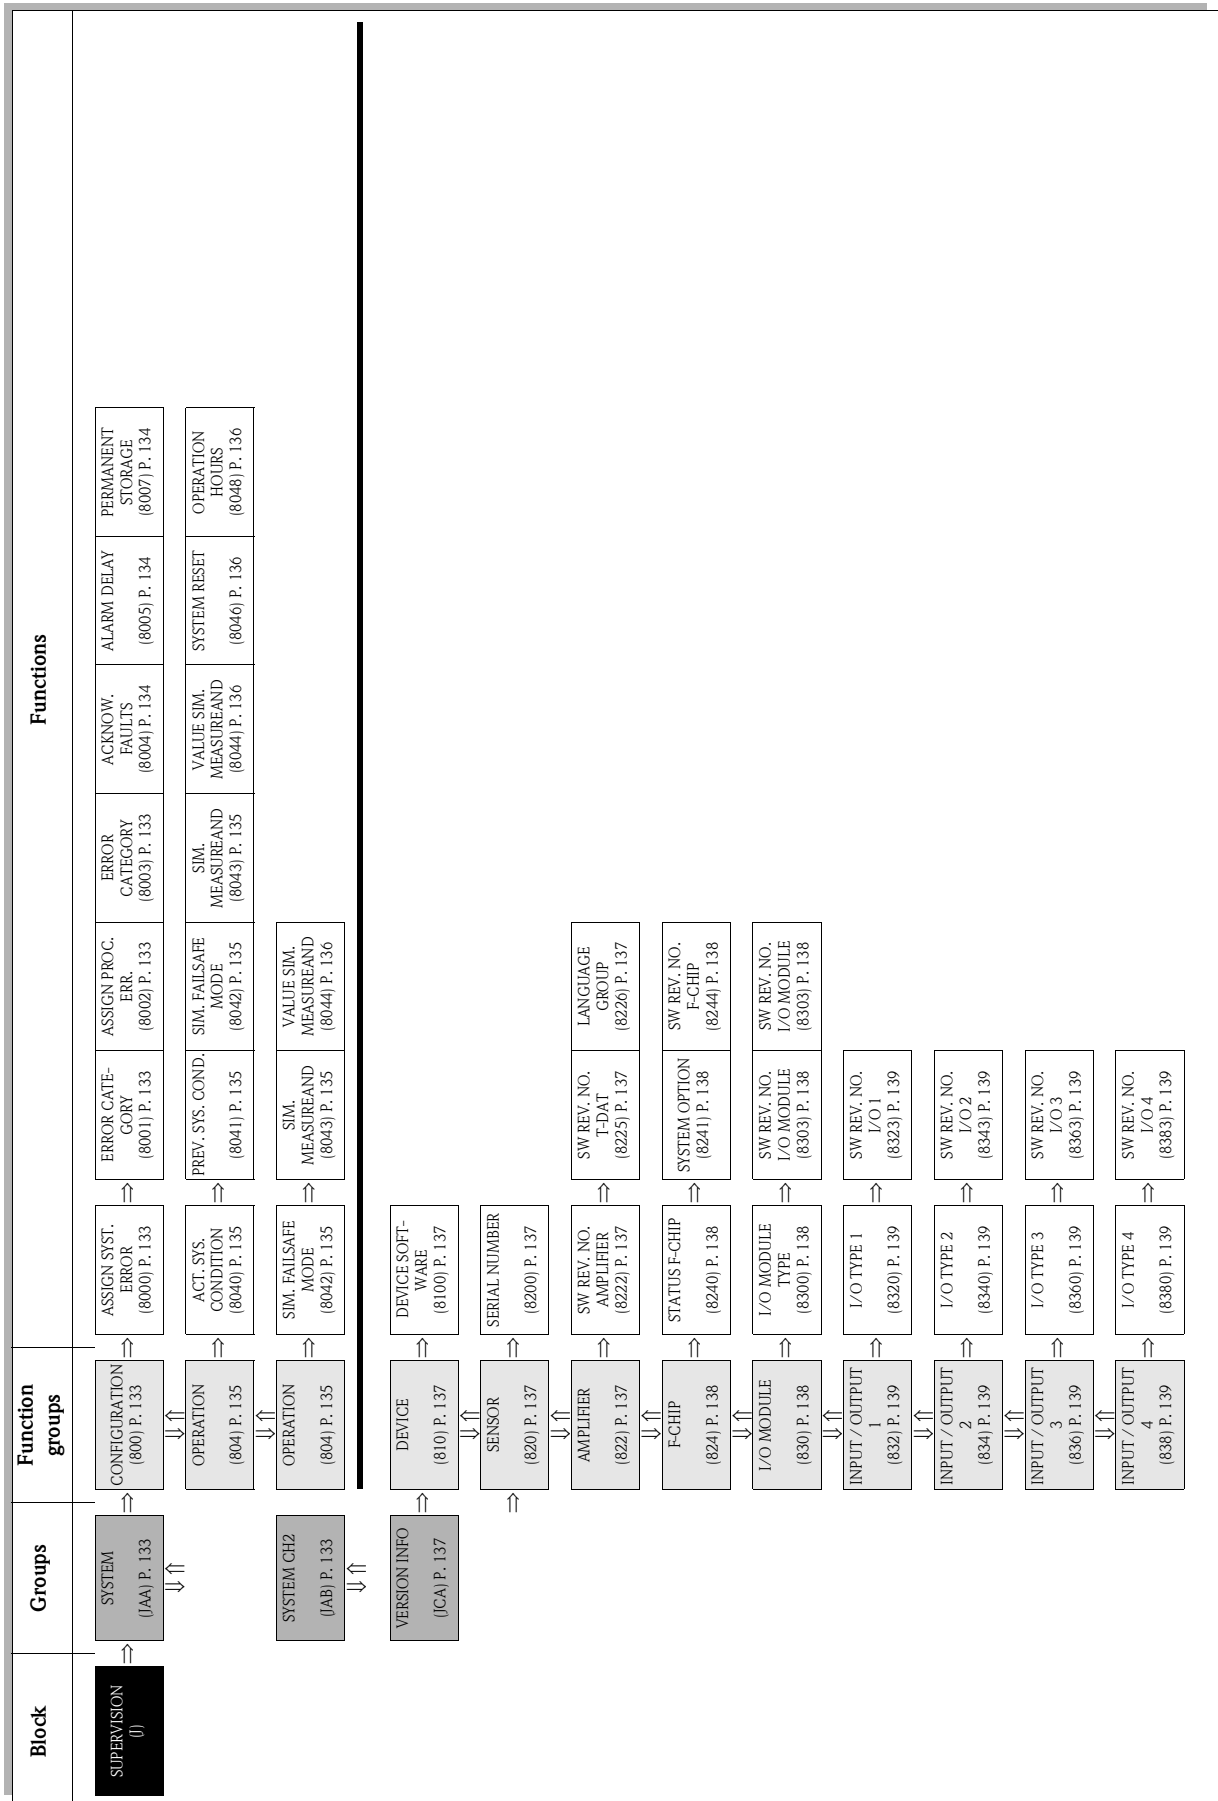 Block
Groups
Function
groups
Functions
SUPERVISION
(J)
SYSTEM
(JAA) P. 133
CONFIGURATION
(800) P. 133
ASSIGN SYST.
ERROR
(8000) P. 133
ERROR CATE-
GORY
(8001) P. 133
ASSIGN PROC.
ERR.
(8002) P. 133
ERROR
CATEGORY
(8003) P. 133
ACKNOW.
FAULTS
(8004) P. 134
ALARM DELAY
(8005) P. 134
PERMANENT
STORAGE
(8007) P. 134
OPERATION
(804) P. 135
ACT. SYS.
CONDITION
(8040) P. 135
PREV. SYS. COND.
(8041) P. 135
SIM. FAILSAFE
MODE
(8042) P. 135
SIM.
MEASUREAND
(8043) P. 135
VALUE SIM.
MEASUREAND
(8044) P. 136
SYSTEM RESET
(8046) P. 136
OPERATION
HOURS
(8048) P. 136
SYSTEM CH2
(JAB) P. 133
OPERATION
(804) P. 135
SIM. FAILSAFE
MODE
(8042) P. 135
SIM.
MEASUREAND
(8043) P. 135
VALUE SIM.
MEASUREAND
(8044) P. 136
VERSION INFO
(JCA) P. 137
DEVICE
(810) P. 137
DEVICE SOFT-
WARE
(8100) P. 137
SENSOR
(820) P. 137
SERIAL NUMBER
(8200) P. 137
AMPLIFIER
(822) P. 137
SW REV. NO.
AMPLIFIER
(8222) P. 137
SW REV. NO.
T-DAT
(8225) P. 137
LANGUAGE
GROUP
(8226) P. 137
F-CHIP
(824) P. 138
STATUS F-CHIP
(8240) P. 138
SYSTEM OPTION
(8241) P. 138
SW REV. NO.
F-CHIP
(8244) P. 138
I/O MODULE
(830) P. 138
I/O MODULE
TYPE
(8300) P. 138
SW REV. NO.
I/O MODULE
(8303) P. 138
SW REV. NO.
I/O MODULE
(8303) P. 138
INPUT / OUTPUT
1
(832) P. 139
I/O TYPE 1
(8320) P. 139
SW REV. NO.
I/O 1
(8323) P. 139
INPUT / OUTPUT
2
(834) P. 139
I/O TYPE 2
(8340) P. 139
SW REV. NO.
I/O 2
(8343) P. 139
INPUT / OUTPUT
3
(836) P. 139
I/O TYPE 3
(8360) P. 139
SW REV. NO.
I/O 3
(8363) P. 139
INPUT / OUTPUT
4
(838) P. 139
I/O TYPE 4
(8380) P. 139
SW REV. NO.
I/O 4
(8383) P. 139